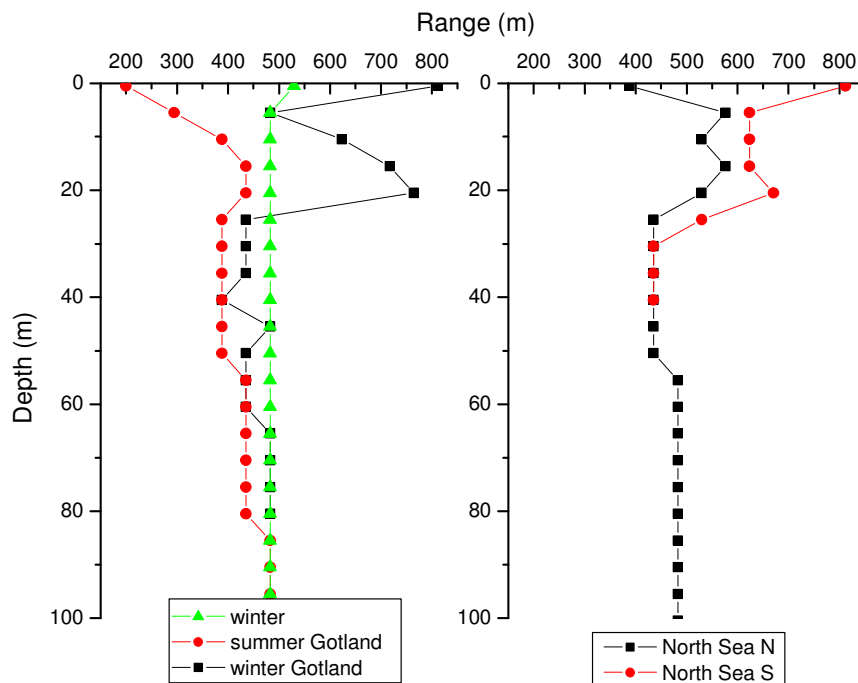 Range (m)
200 300 400 500 600 700 800
200 300 400 500 600 700 800
0
20
40
60
80
100
Depth (m)
0
20
40
60
80
100
winter
summer Gotland
winter Gotland
North Sea N
North Sea S